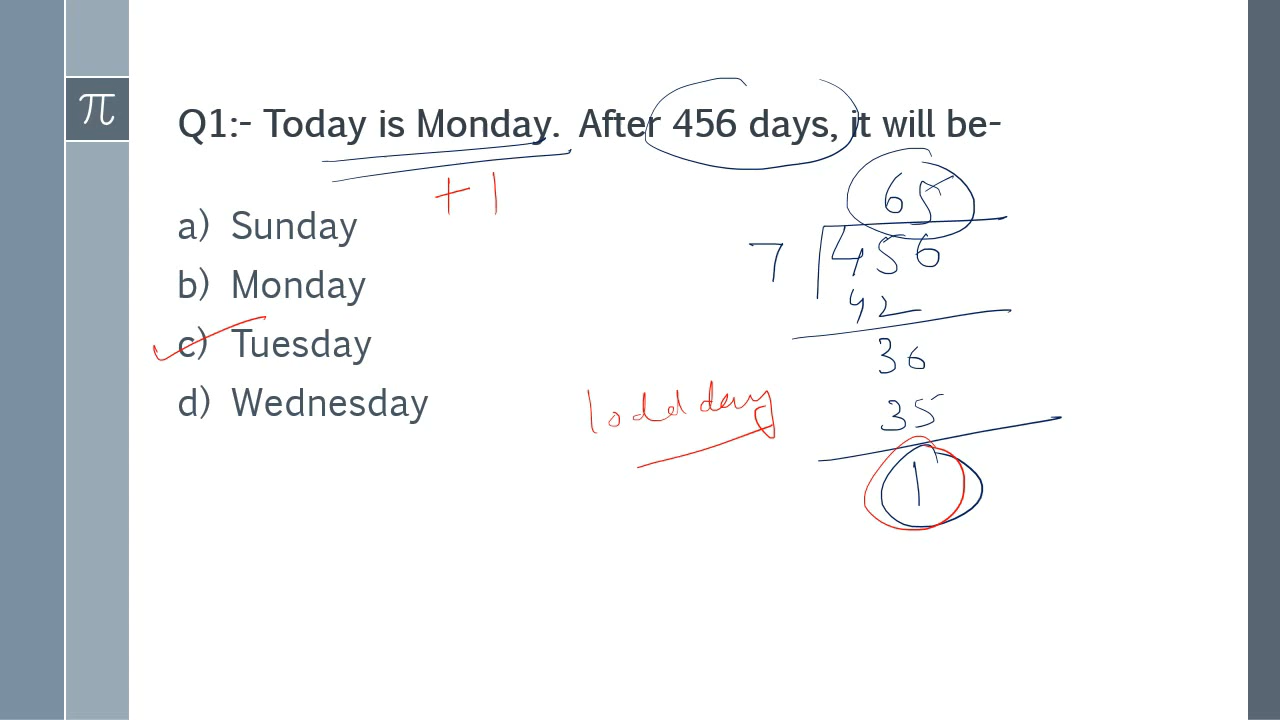 π
Q1:- Today is Monday. After 456 days, it will be-
+1
65
a) Sunday
7 456
b) Monday
42
c) Tuesday
36
d) Wednesday
1 odd day
35
1